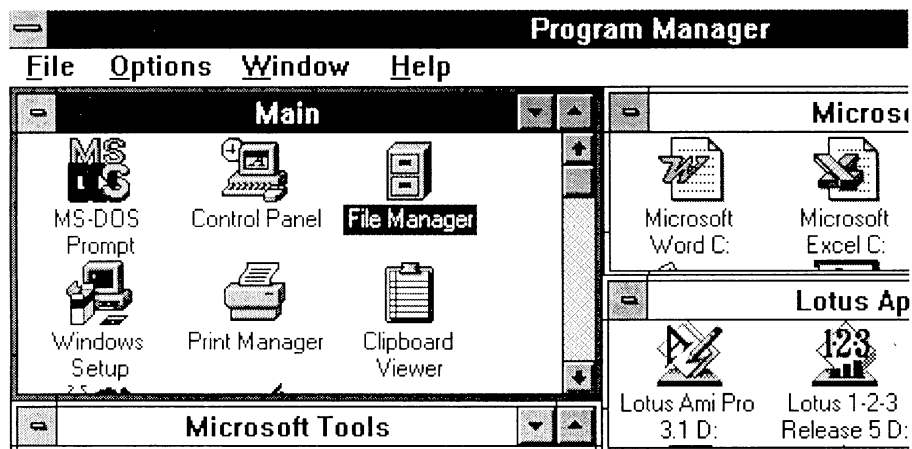 Program Manager
File Options Window Help
Main
MS-DOS
Prompt
Control Panel
File Manager
Windows
Setup
Print Manager
Clipboard
Viewer
Microsoft Tools
Micros
Microsoft
Word C:
Microsoft
Excel C:
Lotus Ap
Lotus Ami Pro
3.1 D:
Lotus 1-2-3
Release 5 D:
MS
DOS
123